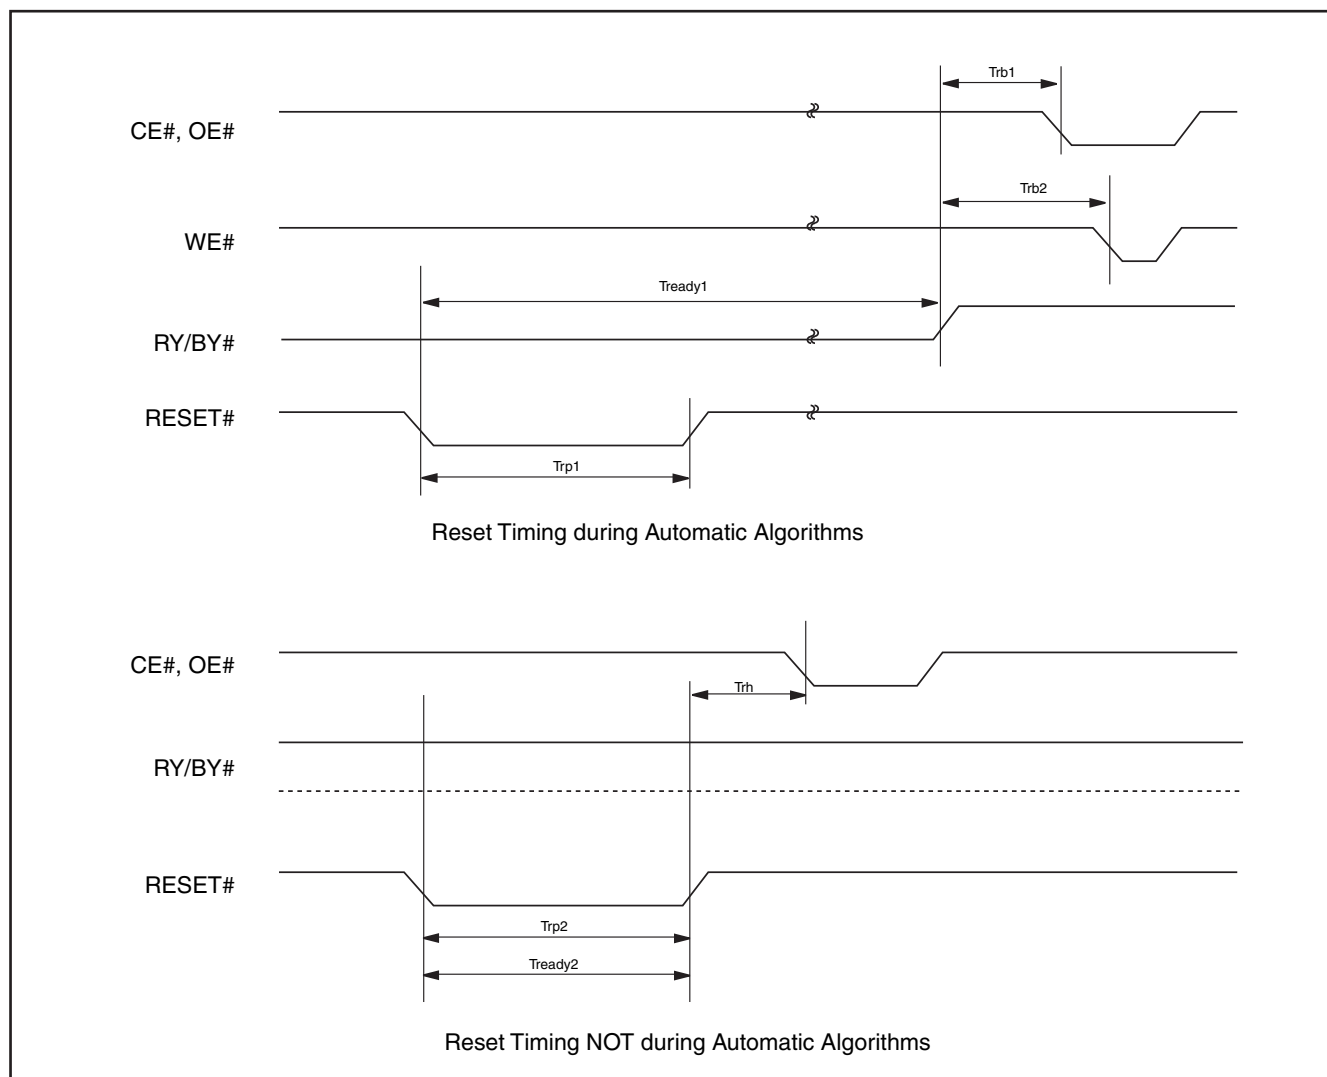 Trb1
CE#, OE#
Trb2
WE#
Tready1
RY/BY#
RESET#
Trp1
Reset Timing during Automatic Algorithms
CE#, OE#
Trh
RY/BY#
RESET#
Trp2
Tready2
Reset Timing NOT during Automatic Algorithms